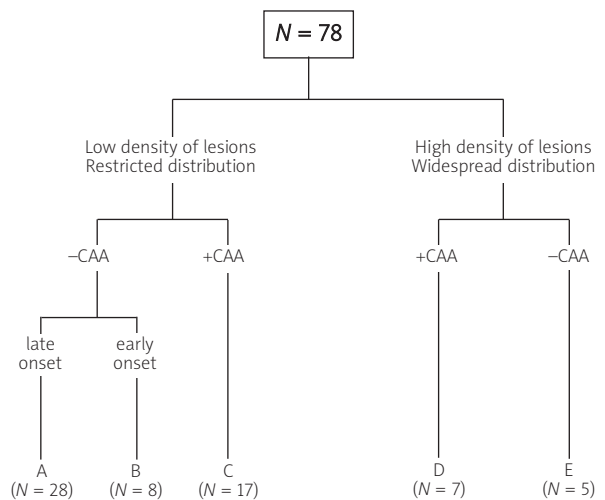 N = 78
Low density of lesions
Restricted distribution
High density of lesions
Widespread distribution
–CAA
+CAA
+CAA
–CAA
late
onset
early
onset
A
(N = 28)
B
(N = 8)
C
(N = 17)
D
(N = 7)
E
(N = 5)